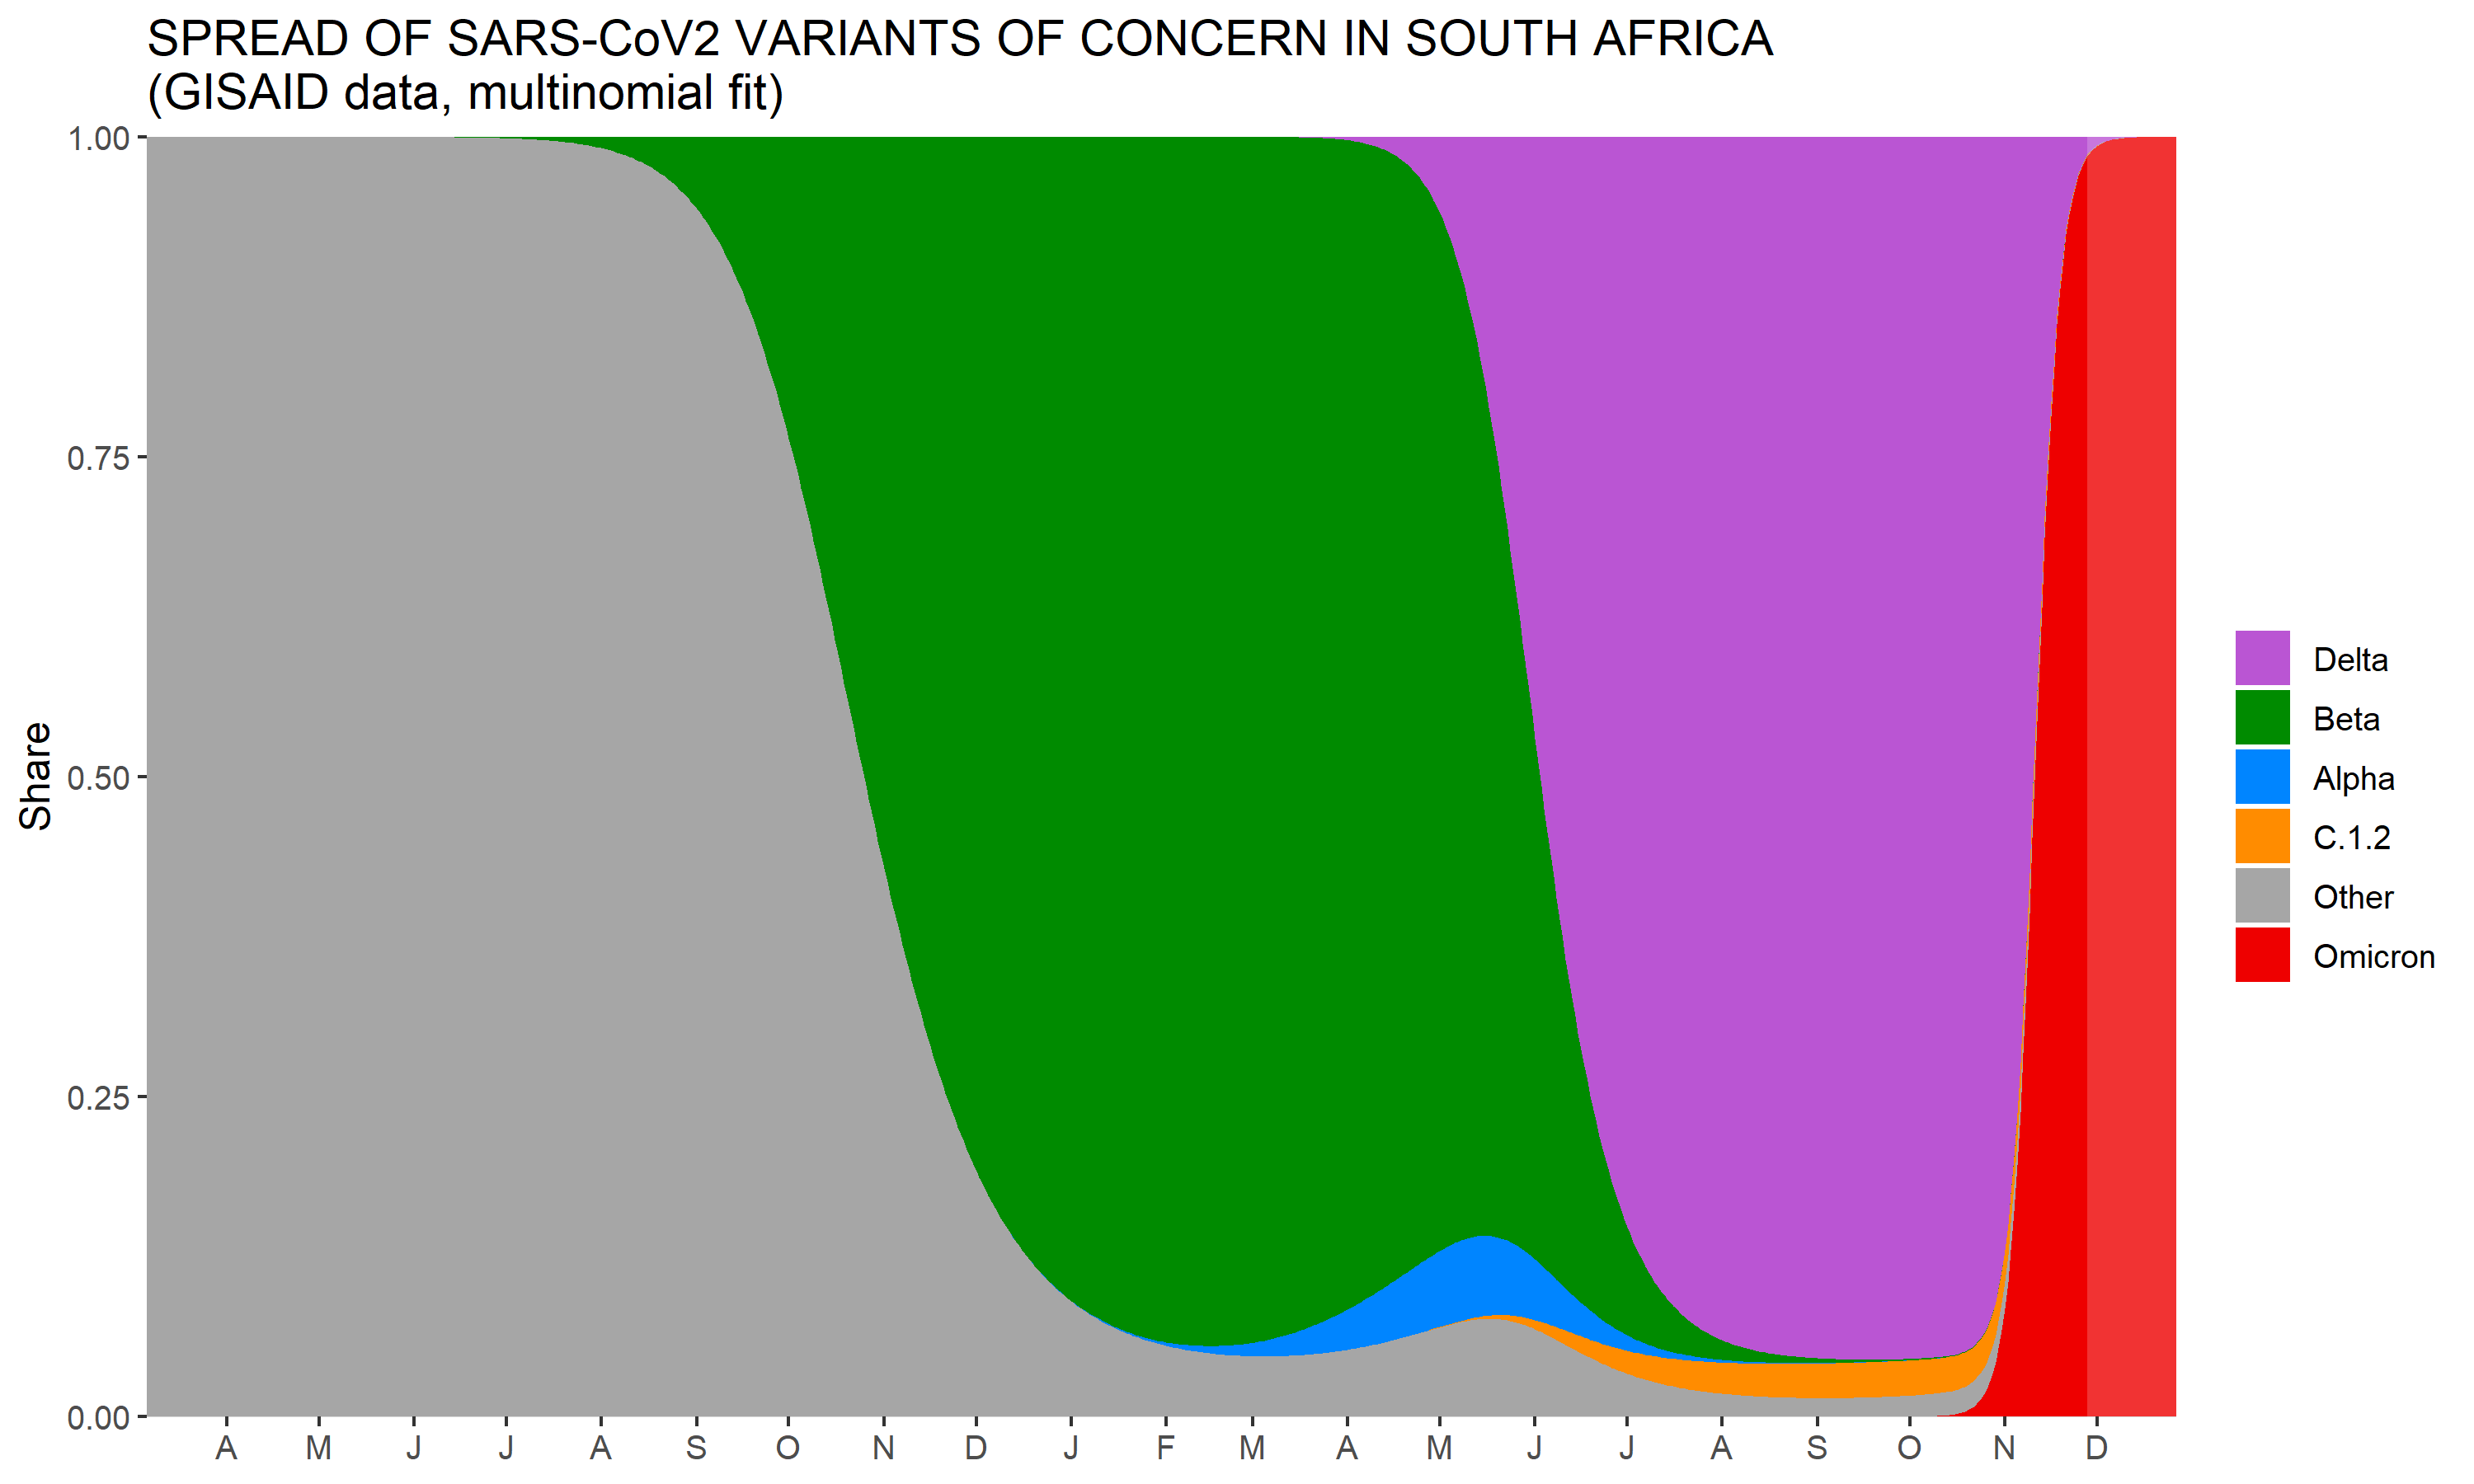 SPREAD OF SARS-CoV2 VARIANTS OF CONCERN IN SOUTH AFRICA
(GISAID data, multinomial fit)
1.00
0.75
0.50
0.25
0.00
Share
A M J J A S O N D J F M A M J J A S O N D
Delta
Beta
Alpha
C.1.2
Other
Omicron